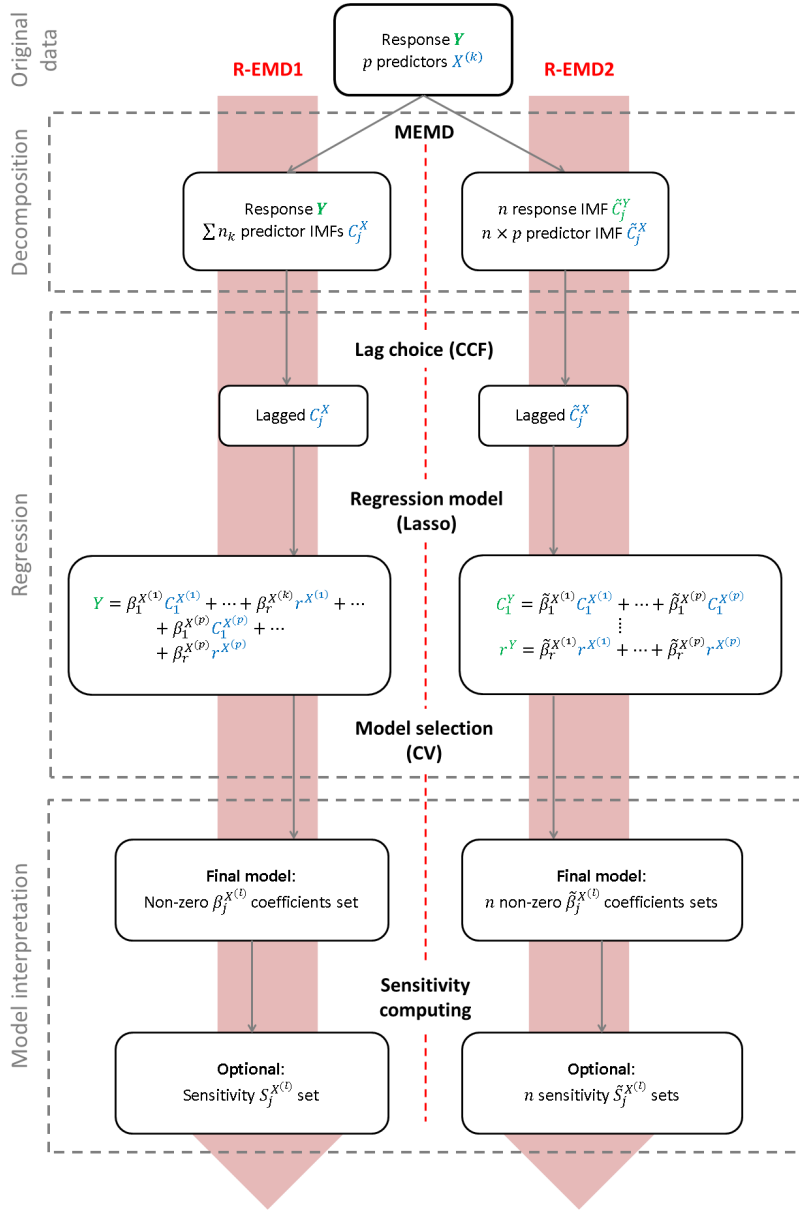 Original
data
Response Y
p predictors X^(k)
R-EMD1
R-EMD2
Decomposition
MEMD
Response Y
∑ n_k predictor IMFs C_j^X
n response IMF C̃_j^Y
n × p predictor IMF C̃_j^X
Regression
Lag choice (CCF)
Lagged C_j^X
Lagged C̃_j^X
Regression model
(Lasso)
Y = β_1^{X^(1)} C_1^{X^(1)} + ⋯ + β_r^{X^(k)} r^{X^(1)} + ⋯
+ β_1^{X^(p)} C_1^{X^(p)} + ⋯
+ β_r^{X^(p)} r^{X^(p)}
C_1^Y = β̃_1^{X^(1)} C_1^{X^(1)} + ⋯ + β̃_1^{X^(p)} C_1^{X^(p)}
⋮
r^Y = β̃_r^{X^(1)} r^{X^(1)} + ⋯ + β̃_r^{X^(p)} r^{X^(p)}
Model selection
(CV)
Model interpretation
Final model:
Non-zero β_j^{X^(l)} coefficients set
Final model:
n non-zero β̃_j^{X^(l)} coefficients sets
Sensitivity
computing
Optional:
Sensitivity S_j^{X^(l)} set
Optional:
n sensitivity S̃_j^{X^(l)} sets